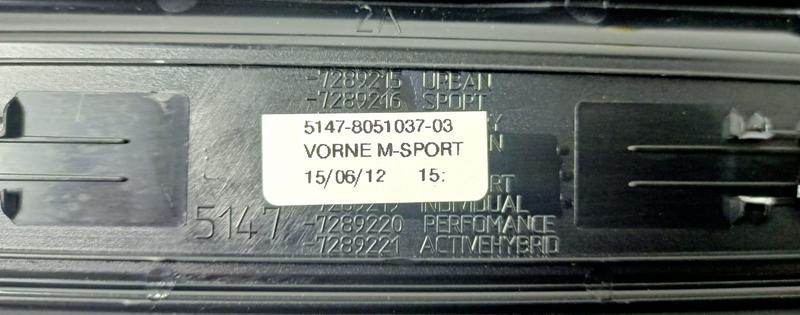 2A
-7289215 URBAN
-7289216 SPORT
5147-8051037-03
VORNE M-SPORT
15/06/12 15:
INDIVIDUAL
5147
-7289220 PERFOMANCE
-7289221 ACTIVEHYBRID